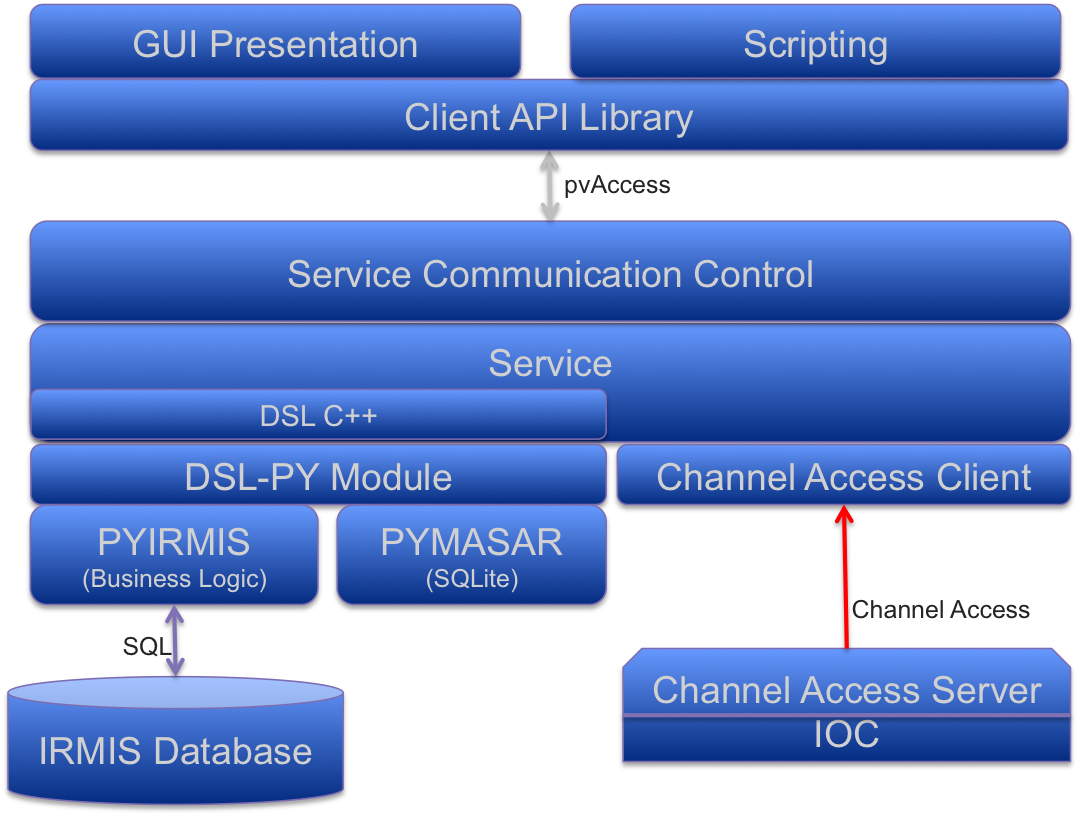 GUI Presentation
Scripting
Client API Library
pvAccess
Service Communication Control
Service
DSL C++
DSL-PY Module
Channel Access Client
PYIRMIS
(Business Logic)
PYMASAR
(SQLite)
Channel Access
SQL
Channel Access Server
IOC
IRMIS Database